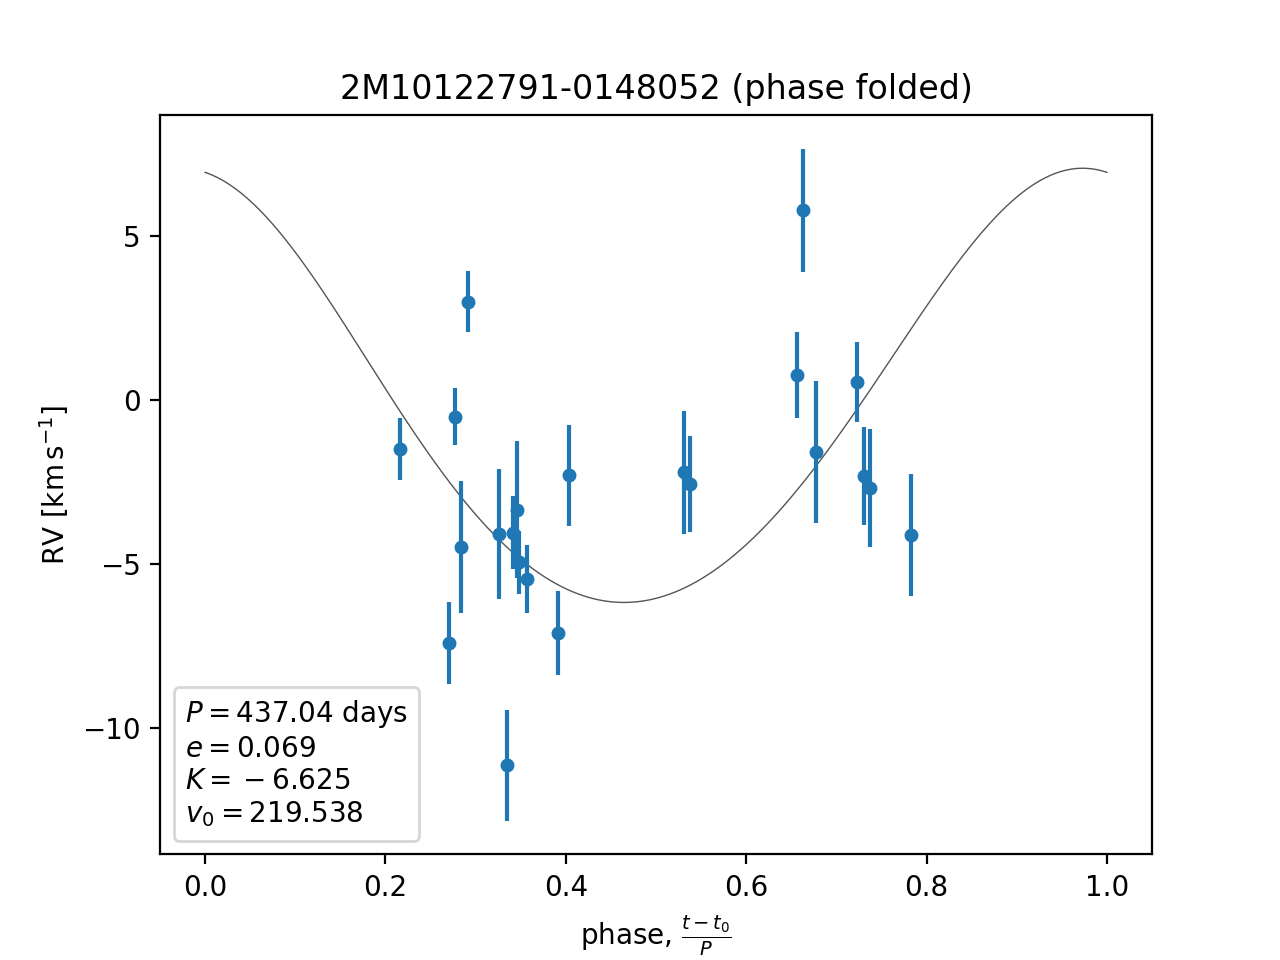 2M10122791-0148052 (phase folded)
RV [km s⁻¹]
5
0
−5
−10
P = 437.04 days
e = 0.069
K = −6.625
v₀ = 219.538
0.0 0.2 0.4 0.6 0.8 1.0
phase, (t − t₀)/P